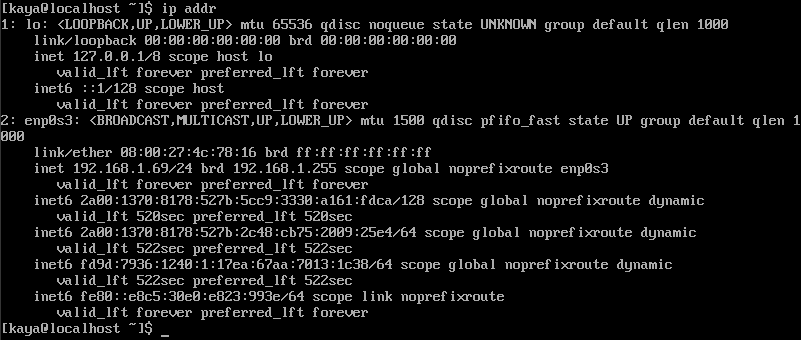 [kaya@localhost ~]$ ip addr
1: lo: <LOOPBACK,UP,LOWER_UP> mtu 65536 qdisc noqueue state UNKNOWN group default qlen 1000
    link/loopback 00:00:00:00:00:00 brd 00:00:00:00:00:00
    inet 127.0.0.1/8 scope host lo
       valid_lft forever preferred_lft forever
    inet6 ::1/128 scope host
       valid_lft forever preferred_lft forever
2: enp0s3: <BROADCAST,MULTICAST,UP,LOWER_UP> mtu 1500 qdisc pfifo_fast state UP group default qlen 1
000
    link/ether 08:00:27:4c:78:16 brd ff:ff:ff:ff:ff:ff
    inet 192.168.1.69/24 brd 192.168.1.255 scope global noprefixroute enp0s3
       valid_lft forever preferred_lft forever
    inet6 2a00:1370:8178:527b:5cc9:3330:a161:fdca/128 scope global noprefixroute dynamic
       valid_lft 520sec preferred_lft 520sec
    inet6 2a00:1370:8178:527b:2c48:cb75:2009:25e4/64 scope global noprefixroute dynamic
       valid_lft 522sec preferred_lft 522sec
    inet6 fd9d:7936:1240:1:17ea:67aa:7013:1c38/64 scope global noprefixroute dynamic
       valid_lft 522sec preferred_lft 522sec
    inet6 fe80::e8c5:30e0:e823:993e/64 scope link noprefixroute
       valid_lft forever preferred_lft forever
[kaya@localhost ~]$ _